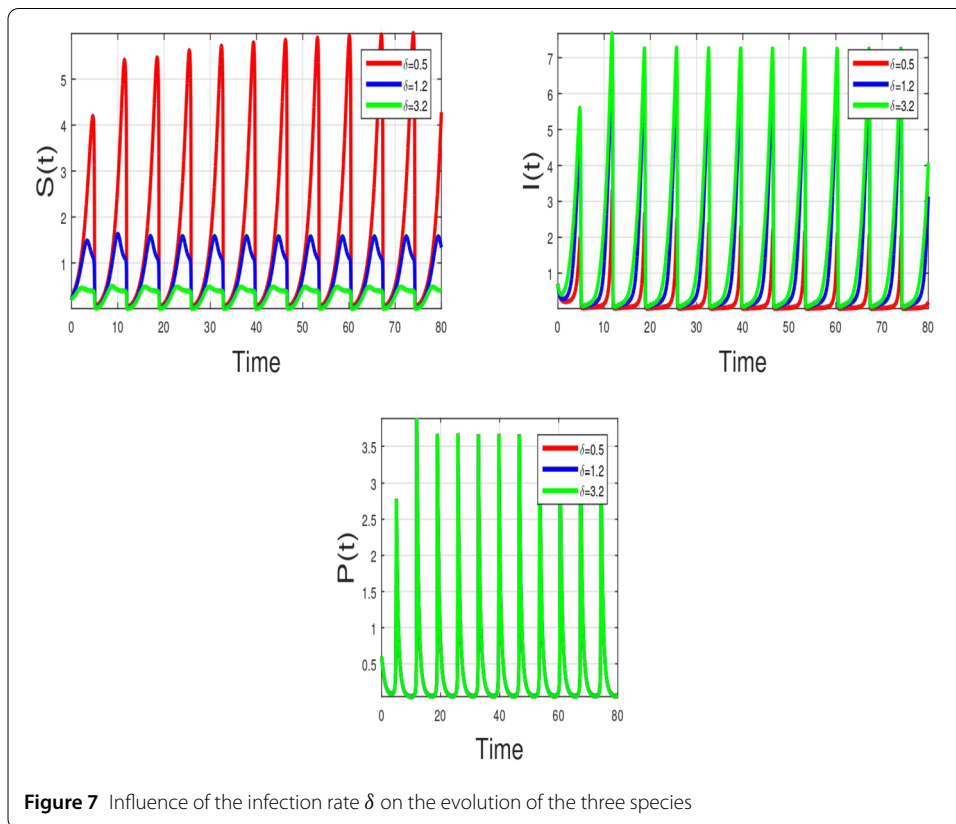 S(t)
5
4
3
2
1
0 10 20 30 40 50 60 70 80
Time
δ=0.5
δ=1.2
δ=3.2
I(t)
7
6
5
4
3
2
1
0 10 20 30 40 50 60 70 80
Time
δ=0.5
δ=1.2
δ=3.2
P(t)
3.5
3
2.5
2
1.5
1
0.5
0 20 40 60 80
Time
δ=0.5
δ=1.2
δ=3.2
Figure 7 Influence of the infection rate δ on the evolution of the three species